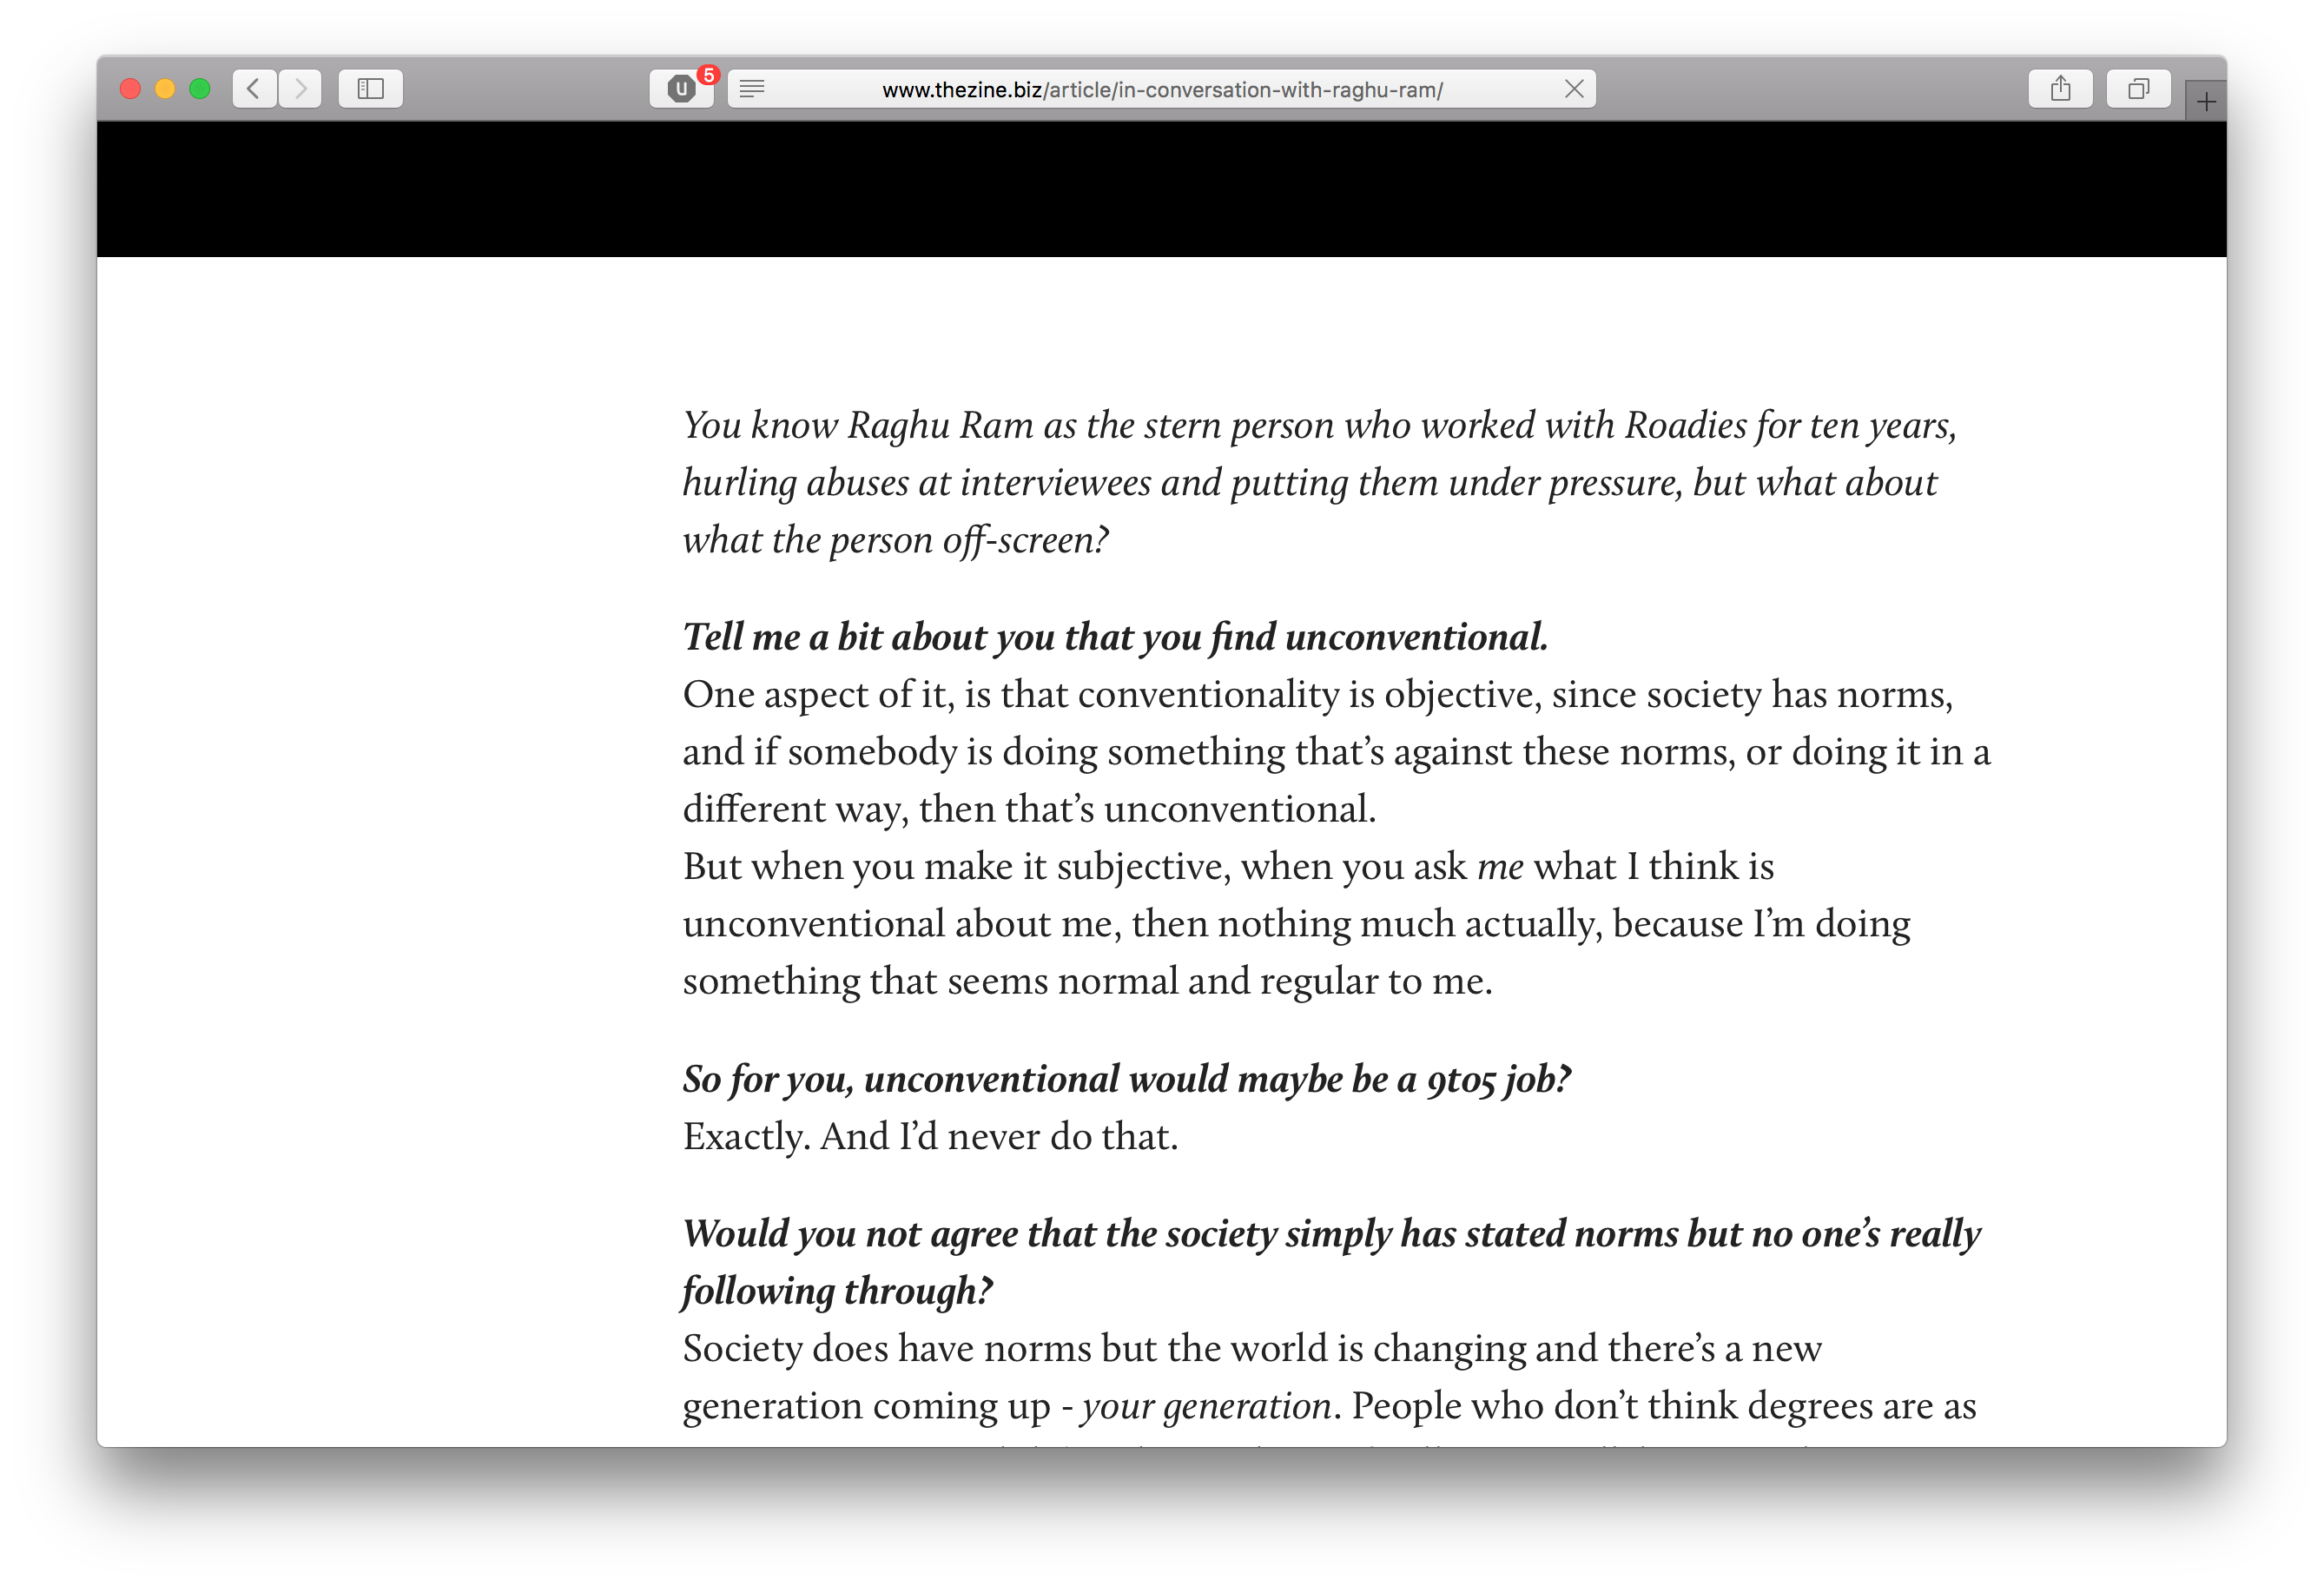 5
www.thezine.biz/article/in-conversation-with-raghu-ram/
You know Raghu Ram as the stern person who worked with Roadies for ten years,
hurling abuses at interviewees and putting them under pressure, but what about
what the person off-screen?
Tell me a bit about you that you find unconventional.
One aspect of it, is that conventionality is objective, since society has norms,
and if somebody is doing something that’s against these norms, or doing it in a
different way, then that’s unconventional.
But when you make it subjective, when you ask me what I think is
unconventional about me, then nothing much actually, because I’m doing
something that seems normal and regular to me.
So for you, unconventional would maybe be a 9to5 job?
Exactly. And I’d never do that.
Would you not agree that the society simply has stated norms but no one’s really
following through?
Society does have norms but the world is changing and there’s a new
generation coming up - your generation. People who don’t think degrees are as